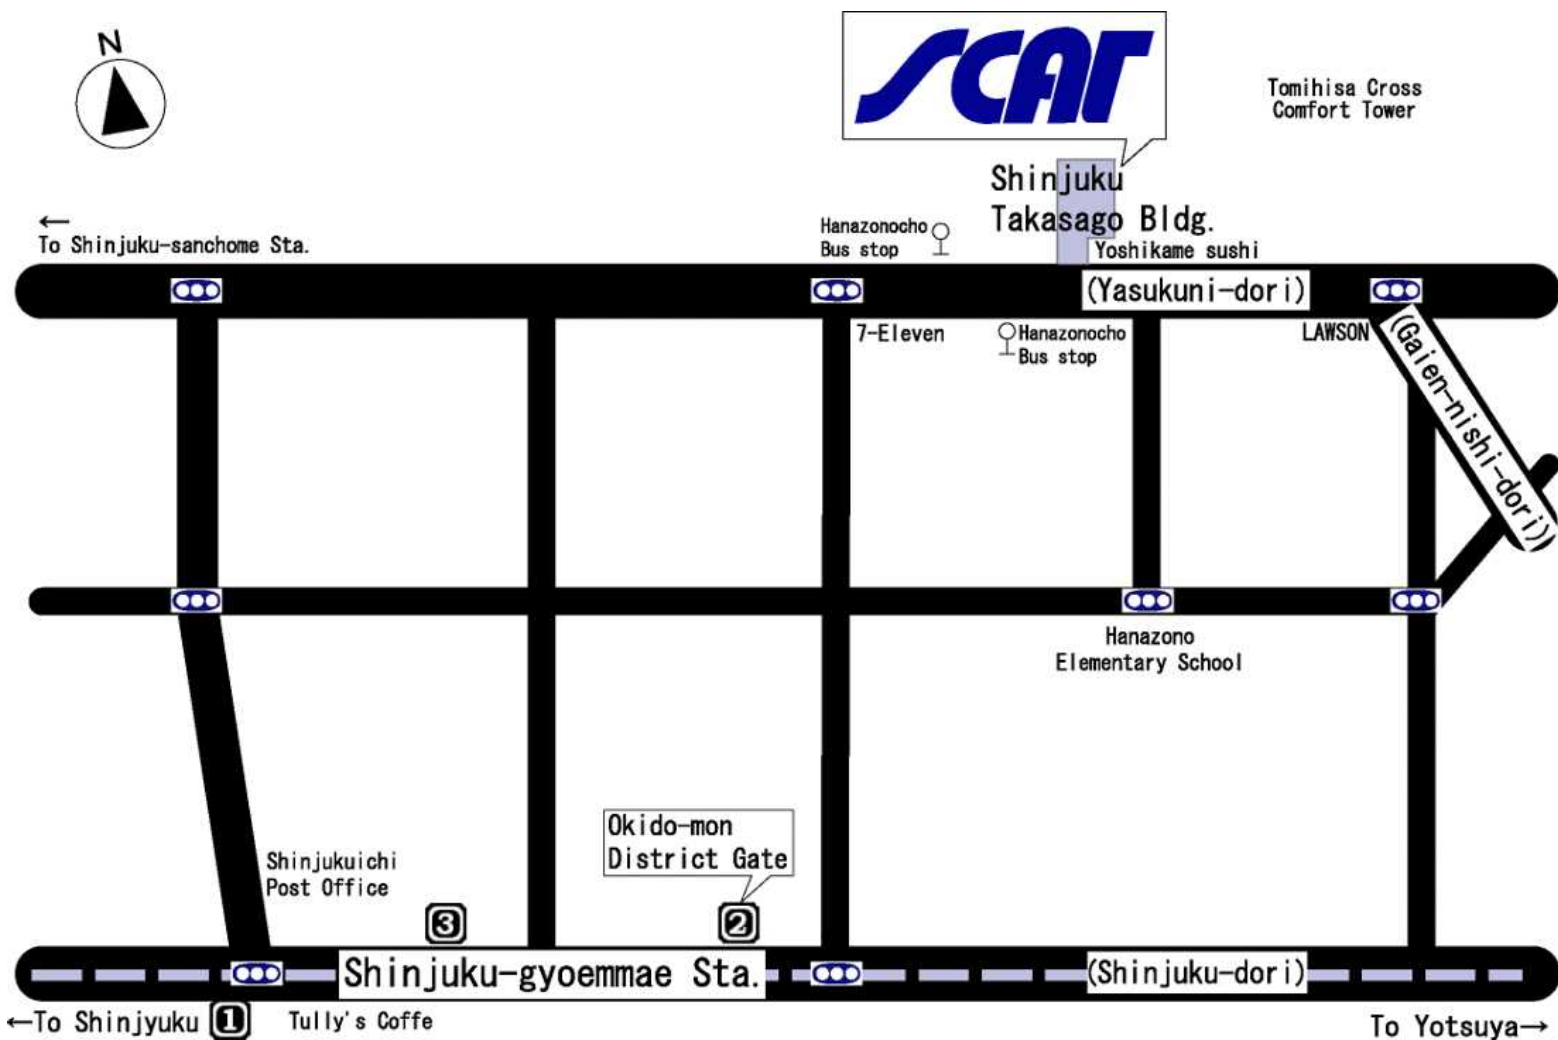 N
SCAT
Tomihisa Cross
Comfort Tower
Shinjuku
Takasago Bldg.
←
To Shinjuku-sanchome Sta.
Hanazonocho
Bus stop
Yoshikame sushi
(Yasukuni-dori)
7-Eleven
Hanazonocho
Bus stop
LAWSON
(Gaien-nishi-dori)
Hanazono
Elementary School
Okido-mon
District Gate
Shinjukuichi
Post Office
3
2
Shinjuku-gyoemmae Sta.
(Shinjuku-dori)
←To Shinjyuku
1
Tully's Coffe
To Yotsuya→